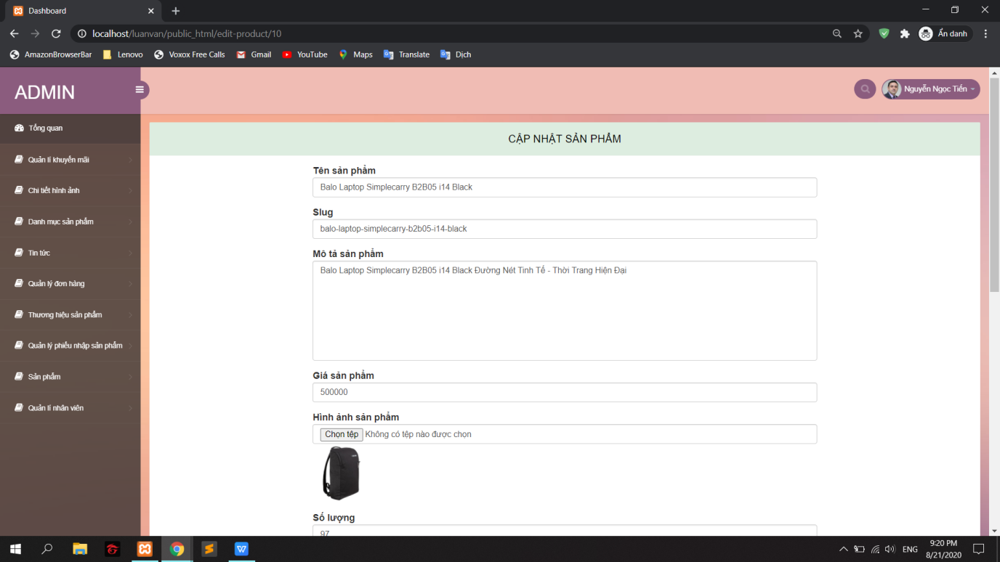 Dashboard
localhost/luanvan/public_html/edit-product/10
Ẩn danh
AmazonBrowserBar Lenovo Voxox Free Calls Gmail YouTube Maps Translate Dịch
ADMIN
Nguyễn Ngọc Tiến
Tổng quan
Quản lí khuyến mãi
Chi tiết hình ảnh
Danh mục sản phẩm
Tin tức
Quản lý đơn hàng
Thương hiệu sản phẩm
Quản lý phiếu nhập sản phẩm
Sản phẩm
Quản lí nhân viên
CẬP NHẬT SẢN PHẨM
Tên sản phẩm
Balo Laptop Simplecarry B2B05 i14 Black
Slug
balo-laptop-simplecarry-b2b05-i14-black
Mô tả sản phẩm
Balo Laptop Simplecarry B2B05 i14 Black Đường Nét Tinh Tế - Thời Trang Hiện Đại
Giá sản phẩm
500000
Hình ảnh sản phẩm
Chọn tệp Không có tệp nào được chọn
Số lượng
97
ENG
9:20 PM
8/21/2020